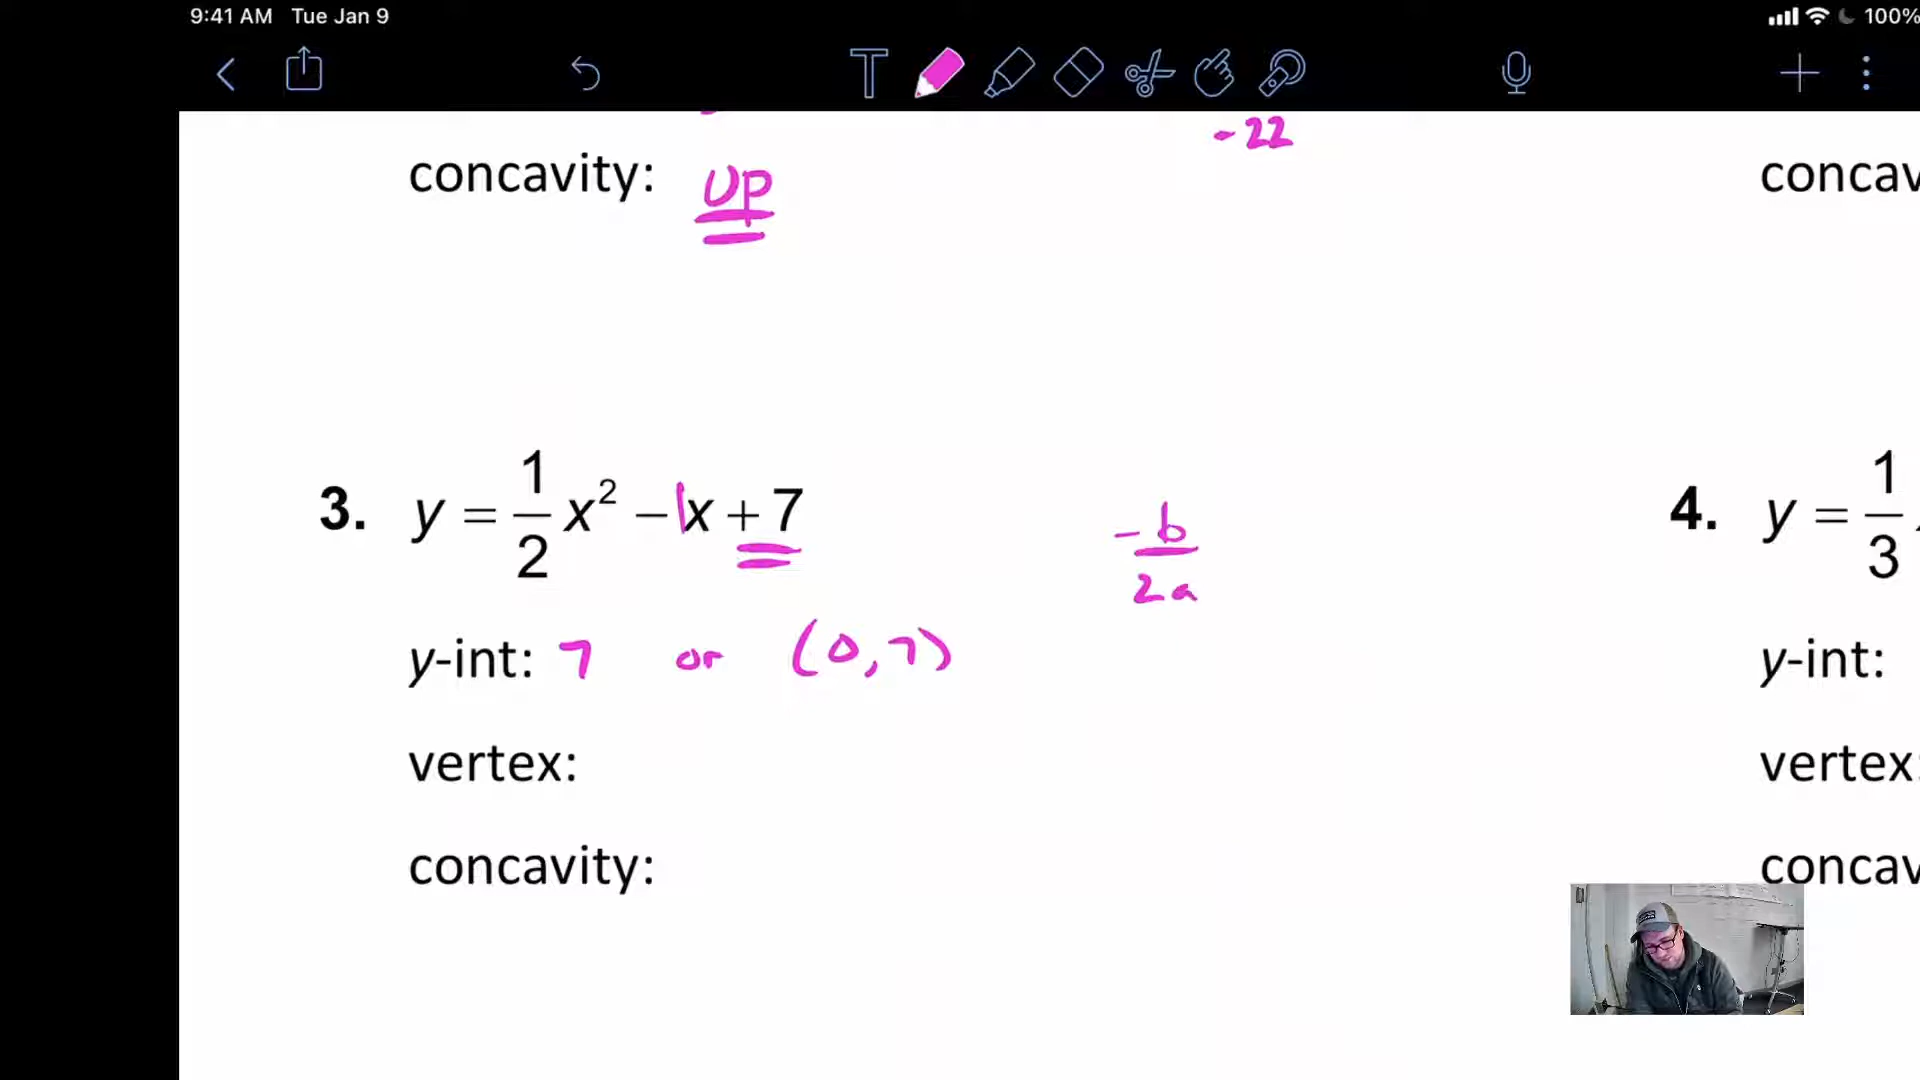 9:41 AM Tue Jan 9 100%
T
-22
concavity: UP
concav
3. y = 1/2 x² - 1x + 7
-b/2a
4. y = 1/3
y-int: 7 or (0,7)
y-int:
vertex:
vertex:
concavity:
concav